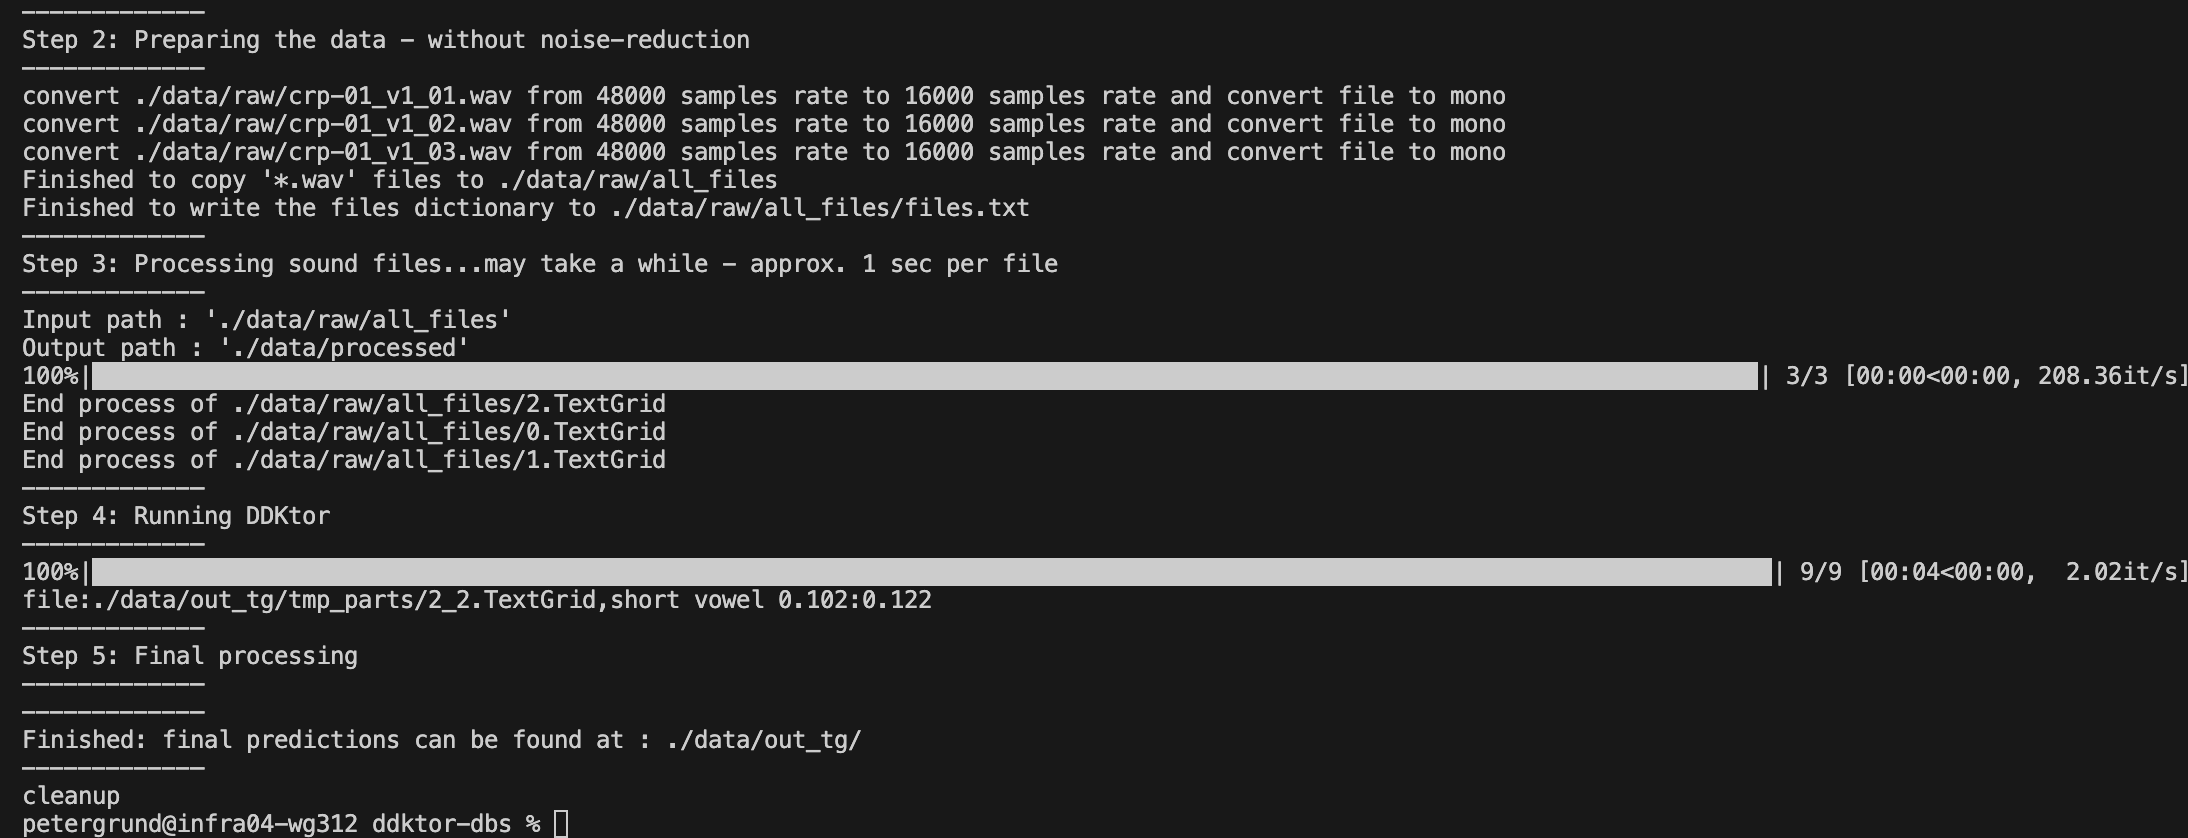 -------------
Step 2: Preparing the data - without noise-reduction
-------------
convert ./data/raw/crp-01_v1_01.wav from 48000 samples rate to 16000 samples rate and convert file to mono
convert ./data/raw/crp-01_v1_02.wav from 48000 samples rate to 16000 samples rate and convert file to mono
convert ./data/raw/crp-01_v1_03.wav from 48000 samples rate to 16000 samples rate and convert file to mono
Finished to copy '*.wav' files to ./data/raw/all_files
Finished to write the files dictionary to ./data/raw/all_files/files.txt
-------------
Step 3: Processing sound files...may take a while - approx. 1 sec per file
-------------
Input path : './data/raw/all_files'
Output path : './data/processed'
100%|█████████████| 3/3 [00:00<00:00, 208.36it/s]
End process of ./data/raw/all_files/2.TextGrid
End process of ./data/raw/all_files/0.TextGrid
End process of ./data/raw/all_files/1.TextGrid
-------------
Step 4: Running DDKtor
-------------
100%|█████████████| 9/9 [00:04<00:00,  2.02it/s]
file:./data/out_tg/tmp_parts/2_2.TextGrid,short vowel 0.102:0.122
-------------
Step 5: Final processing
-------------
-------------
Finished: final predictions can be found at : ./data/out_tg/
-------------
cleanup
petergrund@infra04-wg312 ddktor-dbs %